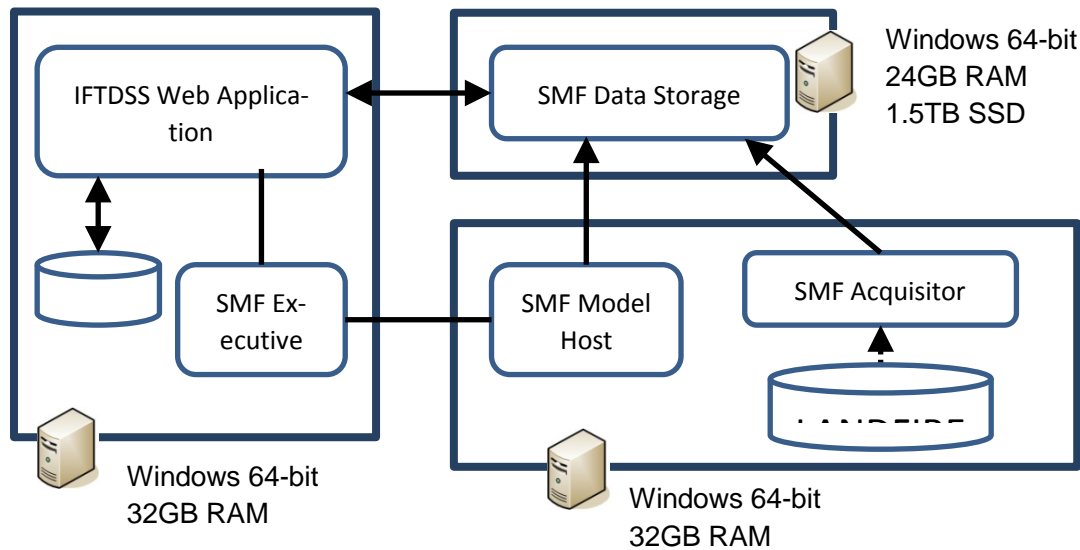 IFTDSS Web Applica-
tion
SMF Data Storage
Windows 64-bit
24GB RAM
1.5TB SSD
SMF Ex-
ecutive
SMF Model
Host
SMF Acquisitor
Windows 64-bit
32GB RAM
Windows 64-bit
32GB RAM